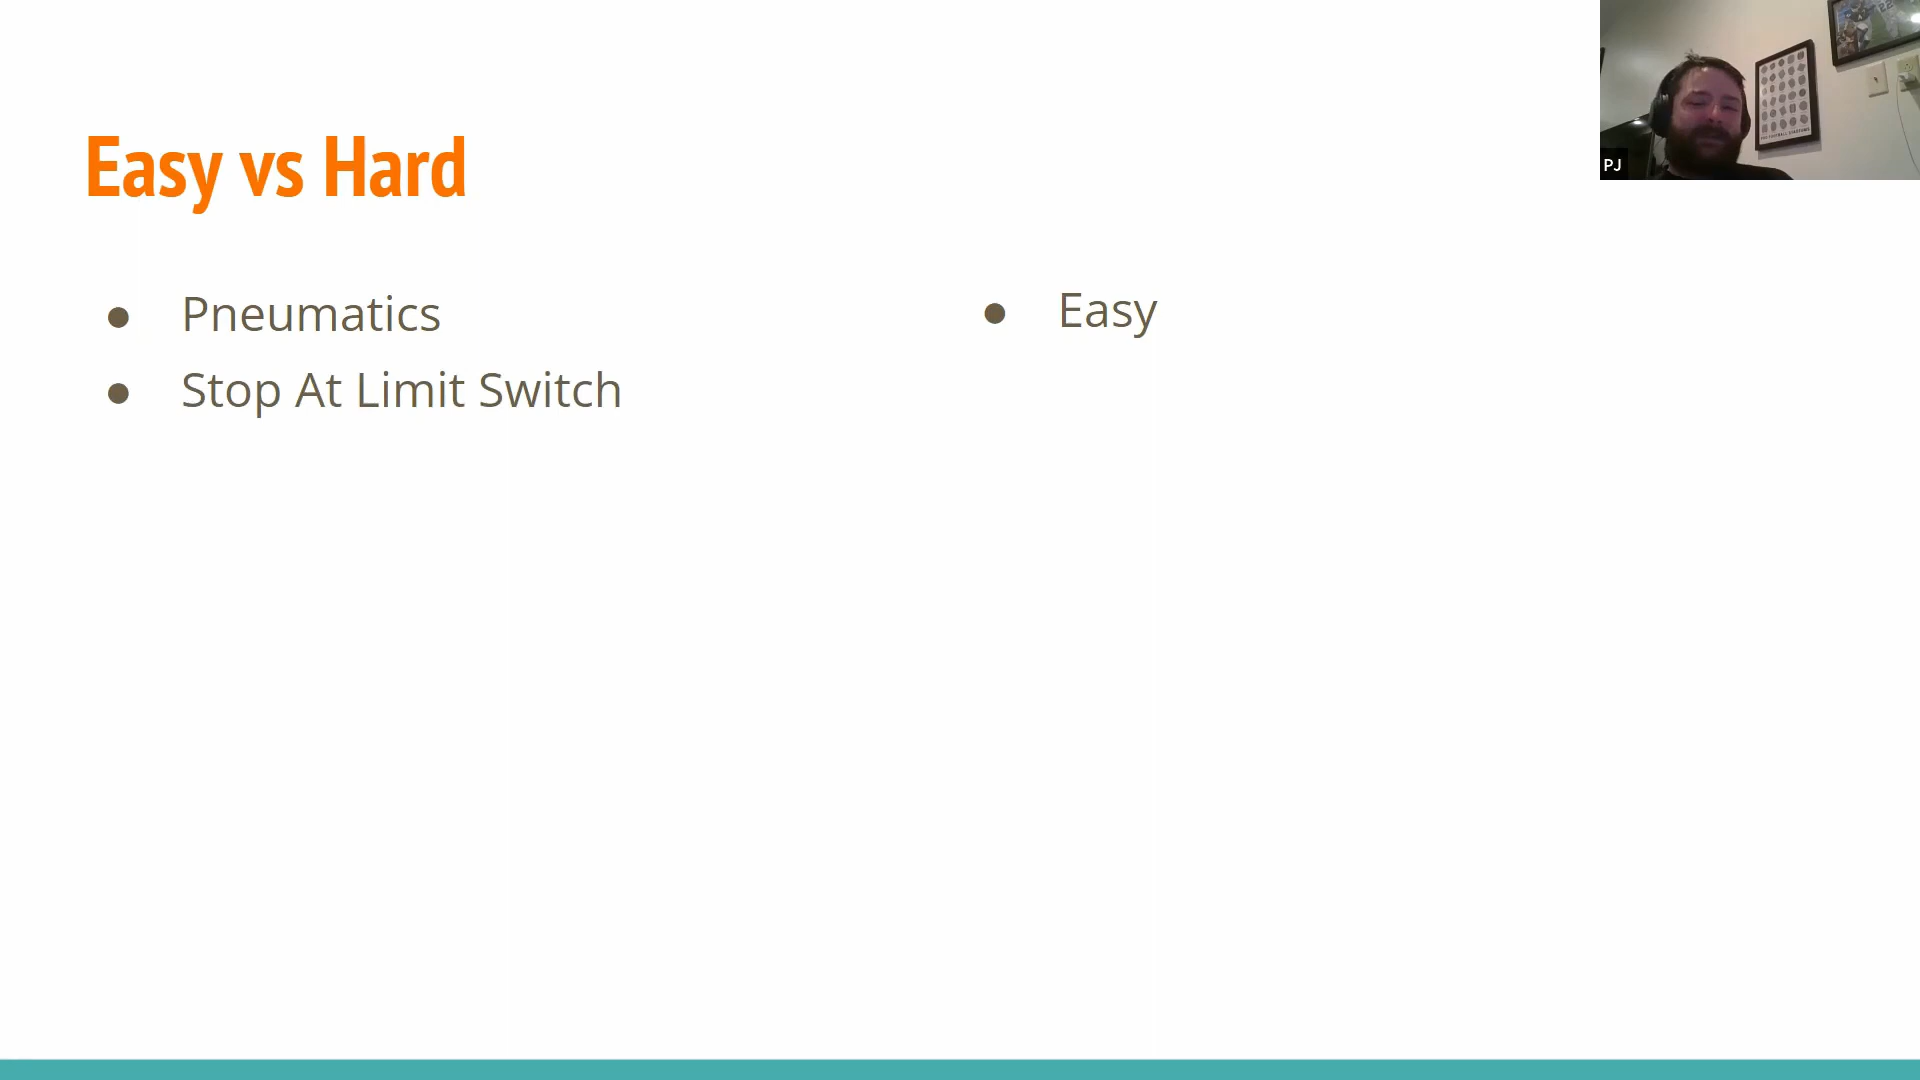 Easy vs Hard
Pneumatics
Stop At Limit Switch
Easy
PJ